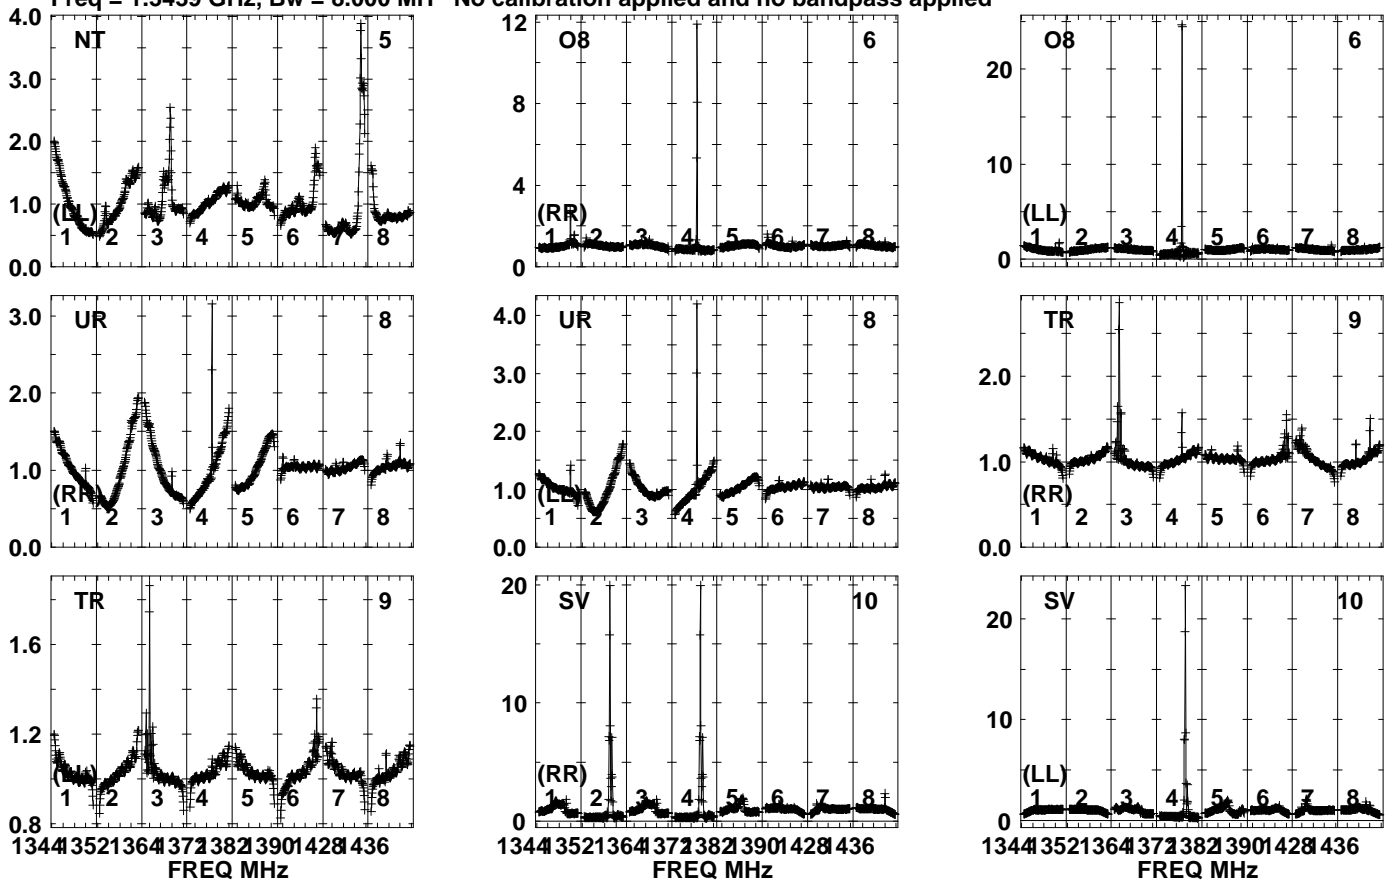 Freq = 1.3459 GHz, Bw = 8.000 MH No calibration applied and no bandpass applied
NT 5
4.0
3.0
2.0
1.0
0.0
(LL)
1 2 3 4 5 6 7 8
O8 6
12
8
4
0
(RR)
1 2 3 4 5 6 7 8
O8 6
20
10
0
(LL)
1 2 3 4 5 6 7 8
UR 8
3.0
2.0
1.0
0.0
(RR)
1 2 3 4 5 6 7 8
UR 8
4.0
3.0
2.0
1.0
0.0
(LL)
1 2 3 4 5 6 7 8
TR 9
2.0
1.0
0.0
(RR)
1 2 3 4 5 6 7 8
TR 9
1.6
1.2
0.8
(LL)
1 2 3 4 5 6 7 8
1344 1352 1364 1372 1382 1390 1428 1436
FREQ MHz
SV 10
20
10
0
(RR)
1 2 3 4 5 6 7 8
1344 1352 1364 1372 1382 1390 1428 1436
FREQ MHz
SV 10
20
10
0
(LL)
1 2 3 4 5 6 7 8
1344 1352 1364 1372 1382 1390 1428 1436
FREQ MHz